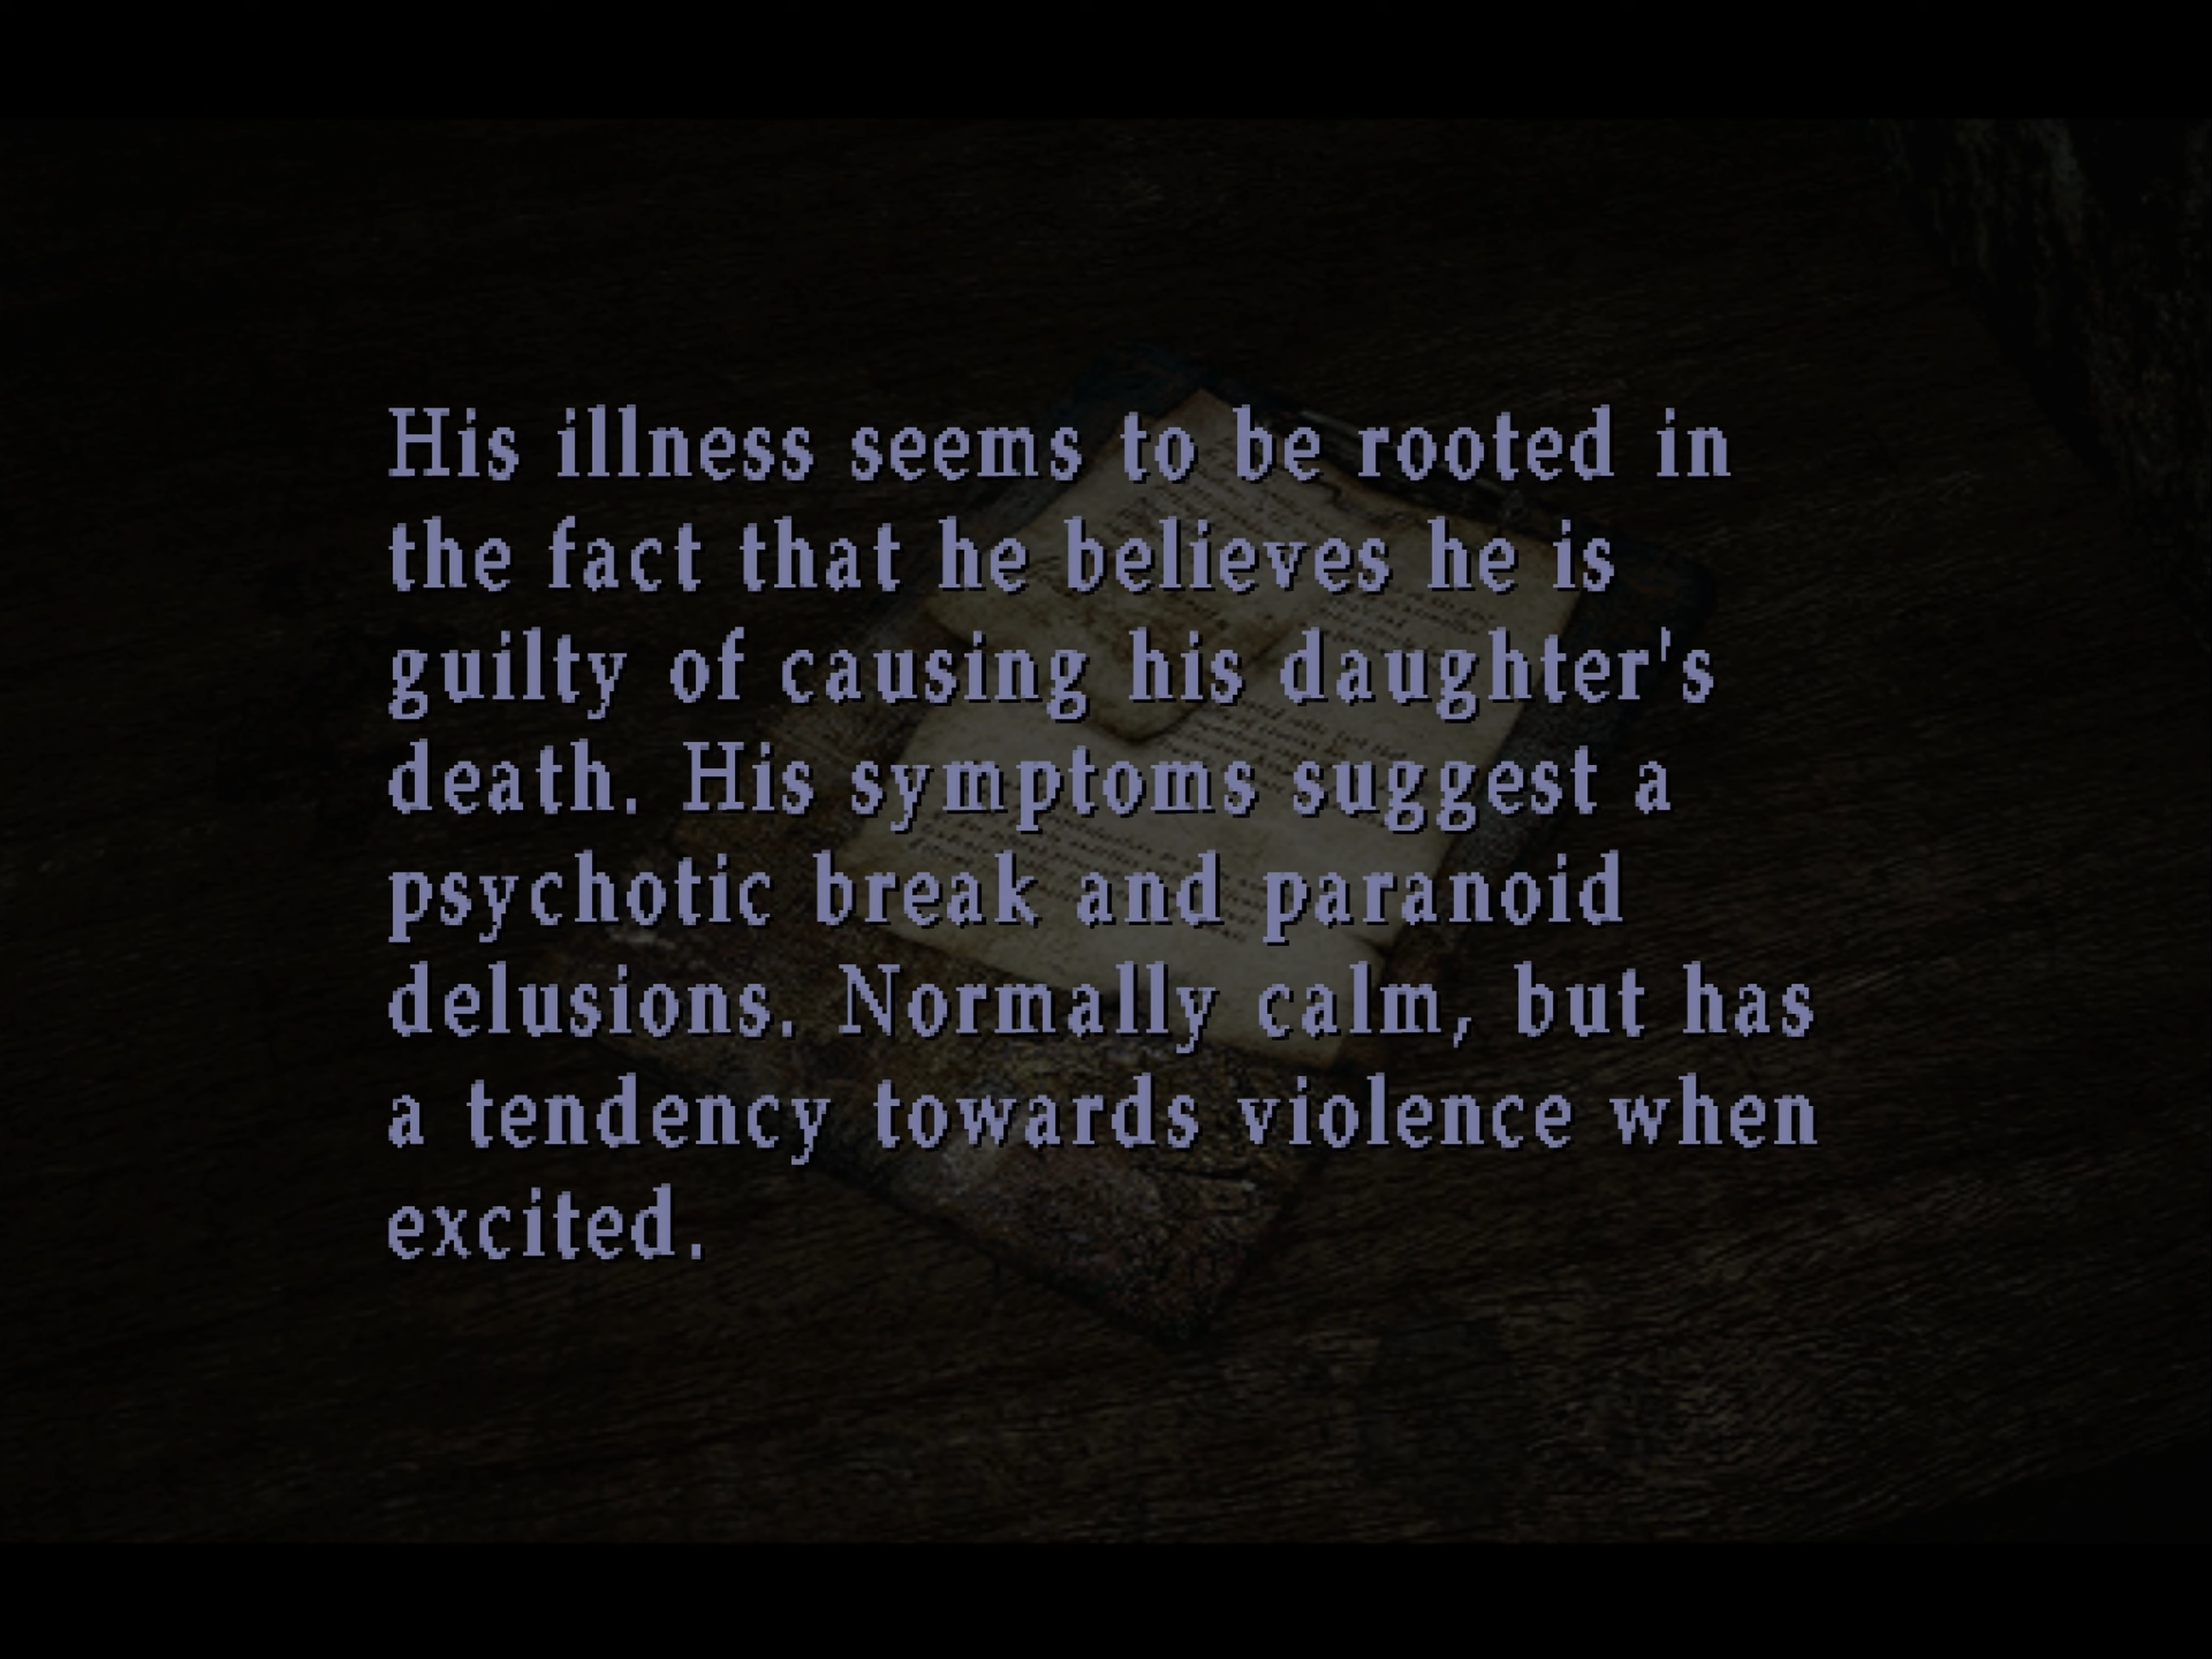 His illness seems to be rooted in
the fact that he believes he is
guilty of causing his daughter's
death. His symptoms suggest a
psychotic break and paranoid
delusions. Normally calm, but has
a tendency towards violence when
excited.